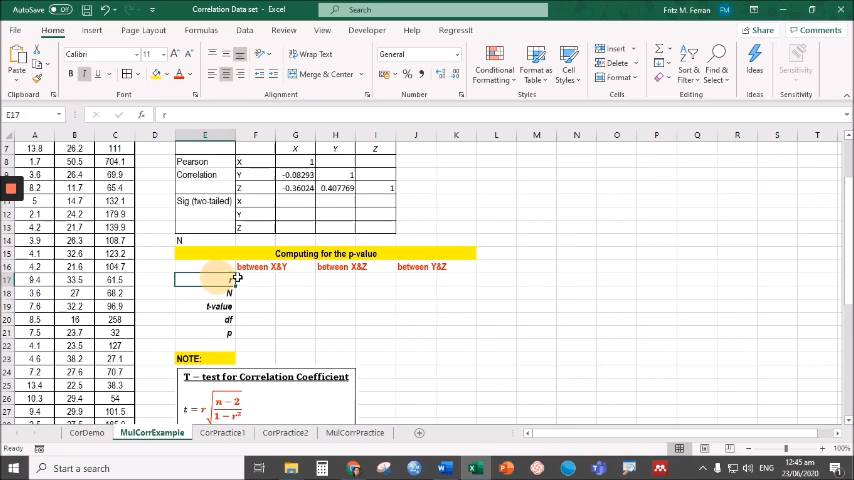 AutoSave Off Correlation Data set - Excel Search Fritz M. Ferran FM
File Home Insert Page Layout Formulas Data Review View Developer Help Regressit Share Comments
Calibri 11 Wrap Text General Insert
Paste B I U Merge & Center Conditional Formatting Format as Table Cell Styles Delete Format Sort & Filter Find & Select Ideas Sensitivity
Clipboard Font Alignment Number Styles Cells Editing Ideas Sensitivity
E17 fx r
A B C D E F G H I J K L M N O P Q R S T
7 13.8 26.2 111 X Y Z
8 1.7 50.5 704.1 Pearson X 1
9 3.6 26.4 69.9 Correlation Y -0.08293 1
8.2 11.7 65.4 Z -0.36024 0.407769 1
11 5 14.7 132.1 Sig (two-tailed) X
12 2.1 24.2 179.9 Y
13 4.2 21.7 139.9 Z
14 3.9 26.3 108.7 N
15 4.1 32.6 123.2 Computing for the p-value
16 4.2 21.6 104.7 between X&Y between X&Z between Y&Z
17 9.4 33.5 61.5 r
18 3.6 27 68.2 N
19 7.6 32.2 96.9 t-value
20 8.5 16 258 df
21 7.5 23.7 32 p
22 4.1 23.5 127
23 4.6 38.2 27.1 NOTE:
24 7.2 27.6 70.7 T − test for Correlation Coefficient
25 13.4 22.5 38.3
26 10.3 29.4 54 t = r √ n − 2 / 1 − r²
27 9.4 29.9 101.5
CorDemo MulCorrExample CorPractice1 CorPractice2 MulCorPractice
Ready 100%
Type here to search ENG 12:45 am 23/06/2020